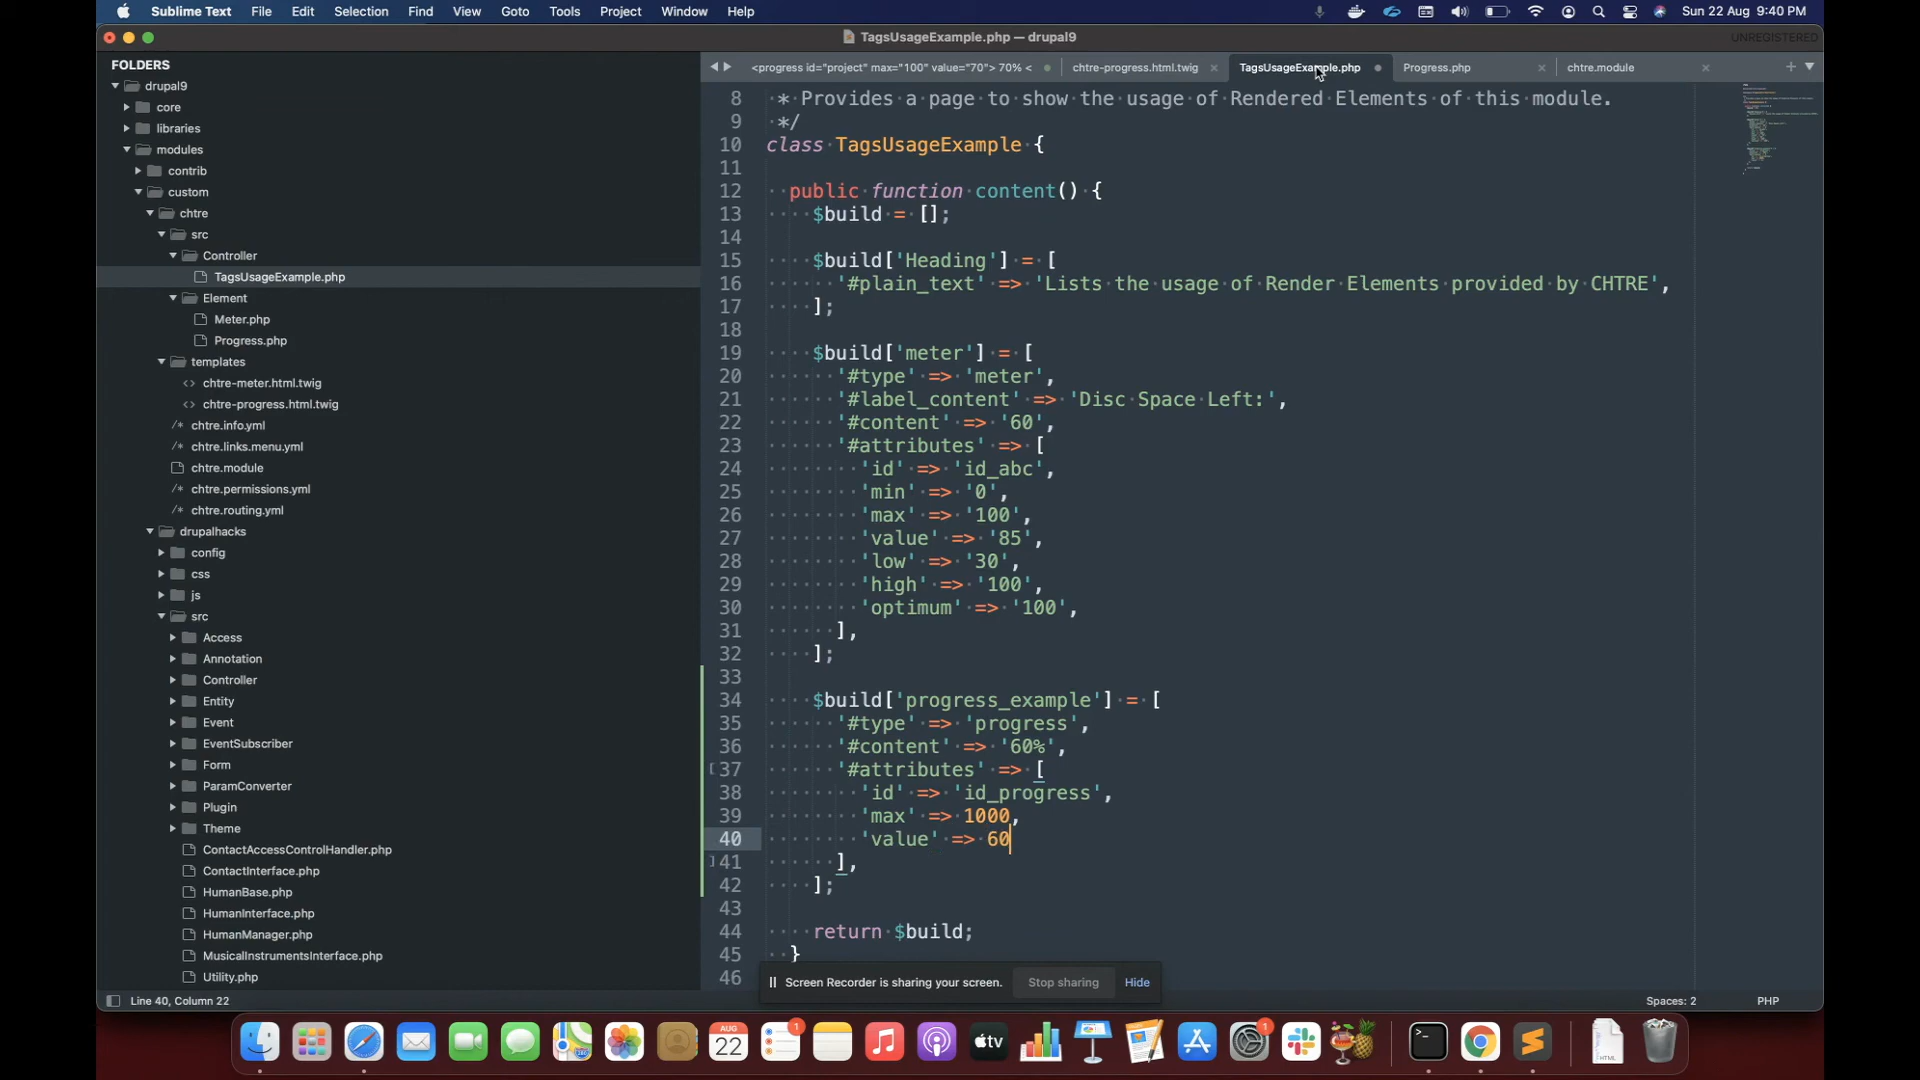 Sublime Text File Edit Selection Find View Goto Tools Project Window Help Sun 22 Aug 9:40 PM
TagsUsageExample.php — drupal9 UNREGISTERED
FOLDERS
drupal9
core
libraries
modules
contrib
custom
chtre
src
Controller
TagsUsageExample.php
Element
Meter.php
Progress.php
templates
chtre-meter.html.twig
chtre-progress.html.twig
chtre.info.yml
chtre.links.menu.yml
chtre.module
chtre.permissions.yml
chtre.routing.yml
drupalhacks
config
css
js
src
Access
Annotation
Controller
Entity
Event
EventSubscriber
Form
ParamConverter
Plugin
Theme
ContactAccessControlHandler.php
ContactInterface.php
HumanBase.php
HumanInterface.php
HumanManager.php
MusicalInstrumentsInterface.php
Utility.php
<progress id="project" max="100" value="70"> 70% < chtre-progress.html.twig TagsUsageExample.php Progress.php chtre.module
8 * Provides a page to show the usage of Rendered Elements of this module.
9 */
10 class TagsUsageExample {
11
12 public function content() {
13 $build = [];
14
15 $build['Heading'] = [
16 '#plain_text' => 'Lists the usage of Render Elements provided by CHTRE',
17 ];
18
19 $build['meter'] = [
20 '#type' => 'meter',
21 '#label_content' => 'Disc Space Left:',
22 '#content' => '60',
23 '#attributes' => [
24 'id' => 'id_abc',
25 'min' => '0',
26 'max' => '100',
27 'value' => '85',
28 'low' => '30',
29 'high' => '100',
30 'optimum' => '100',
31 ],
32 ];
33
34 $build['progress_example'] = [
35 '#type' => 'progress',
36 '#content' => '60%',
37 '#attributes' => [
38 'id' => 'id_progress',
39 'max' => 1000,
40 'value' => 60
41 ],
42 ];
43
44 return $build;
45 }
46
Screen Recorder is sharing your screen. Stop sharing Hide
Line 40, Column 22 Spaces: 2 PHP
AUG
22
1
tv
1
HTML